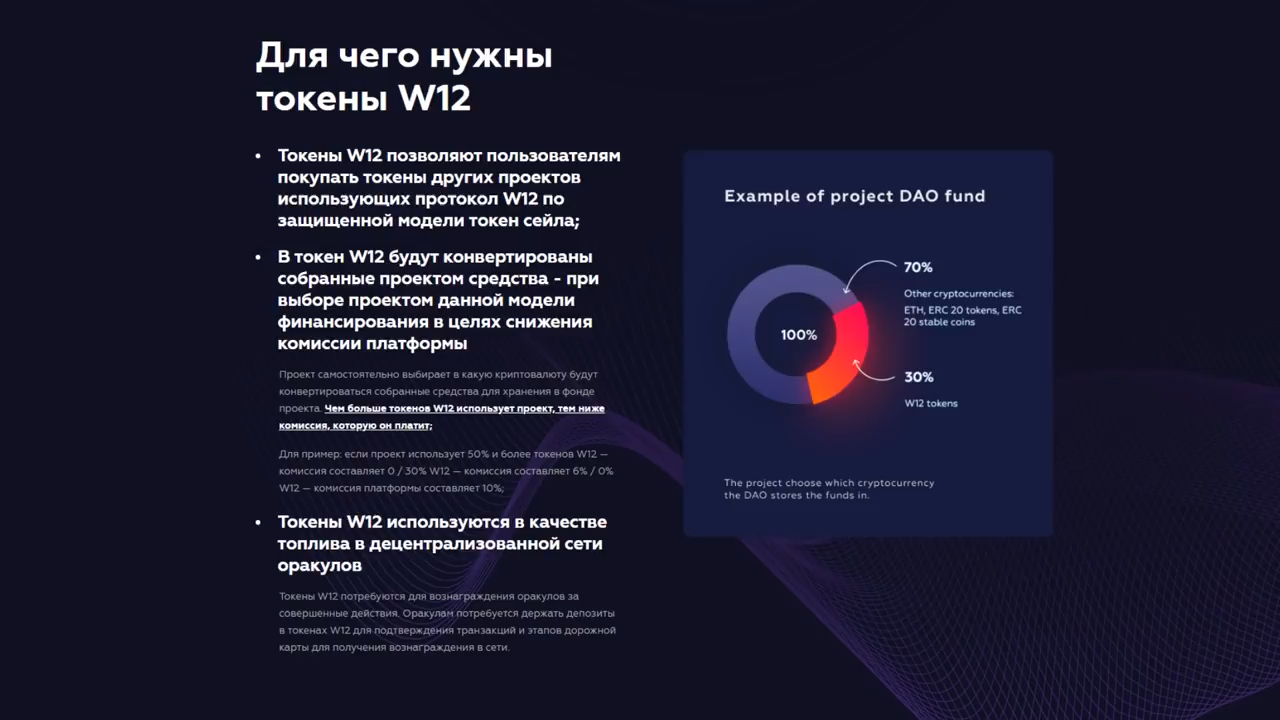 Для чего нужны
токены W12
• Токены W12 позволяют пользователям
покупать токены других проектов
использующих протокол W12 по
защищенной модели токен сейла;
• В токен W12 будут конвертированы
собранные проектом средства - при
выборе проектом данной модели
финансирования в целях снижения
комиссии платформы
Проект самостоятельно выбирает в какую криптовалюту будут
конвертироваться собранные средства для хранения в фонде
проекта. Чем больше токенов W12 использует проект, тем ниже
комиссия, которую он платит;
Для пример: если проект использует 50% и более токенов W12 —
комиссия составляет 0 / 30% W12 — комиссия составляет 6% / 0%
W12 — комиссия платформы составляет 10%;
• Токены W12 используются в качестве
топлива в децентрализованной сети
оракулов
Токены W12 потребуются для вознаграждения оракулов за
совершенные действия. Оракулам потребуется держать депозиты
в токенах W12 для подтверждения транзакций и этапов дорожной
карты для получения вознаграждения в сети.
Example of project DAO fund
70%
Other cryptocurrencies:
ETH, ERC 20 tokens, ERC
20 stable coins
100%
30%
W12 tokens
The project choose which cryptocurrency
the DAO stores the funds in.